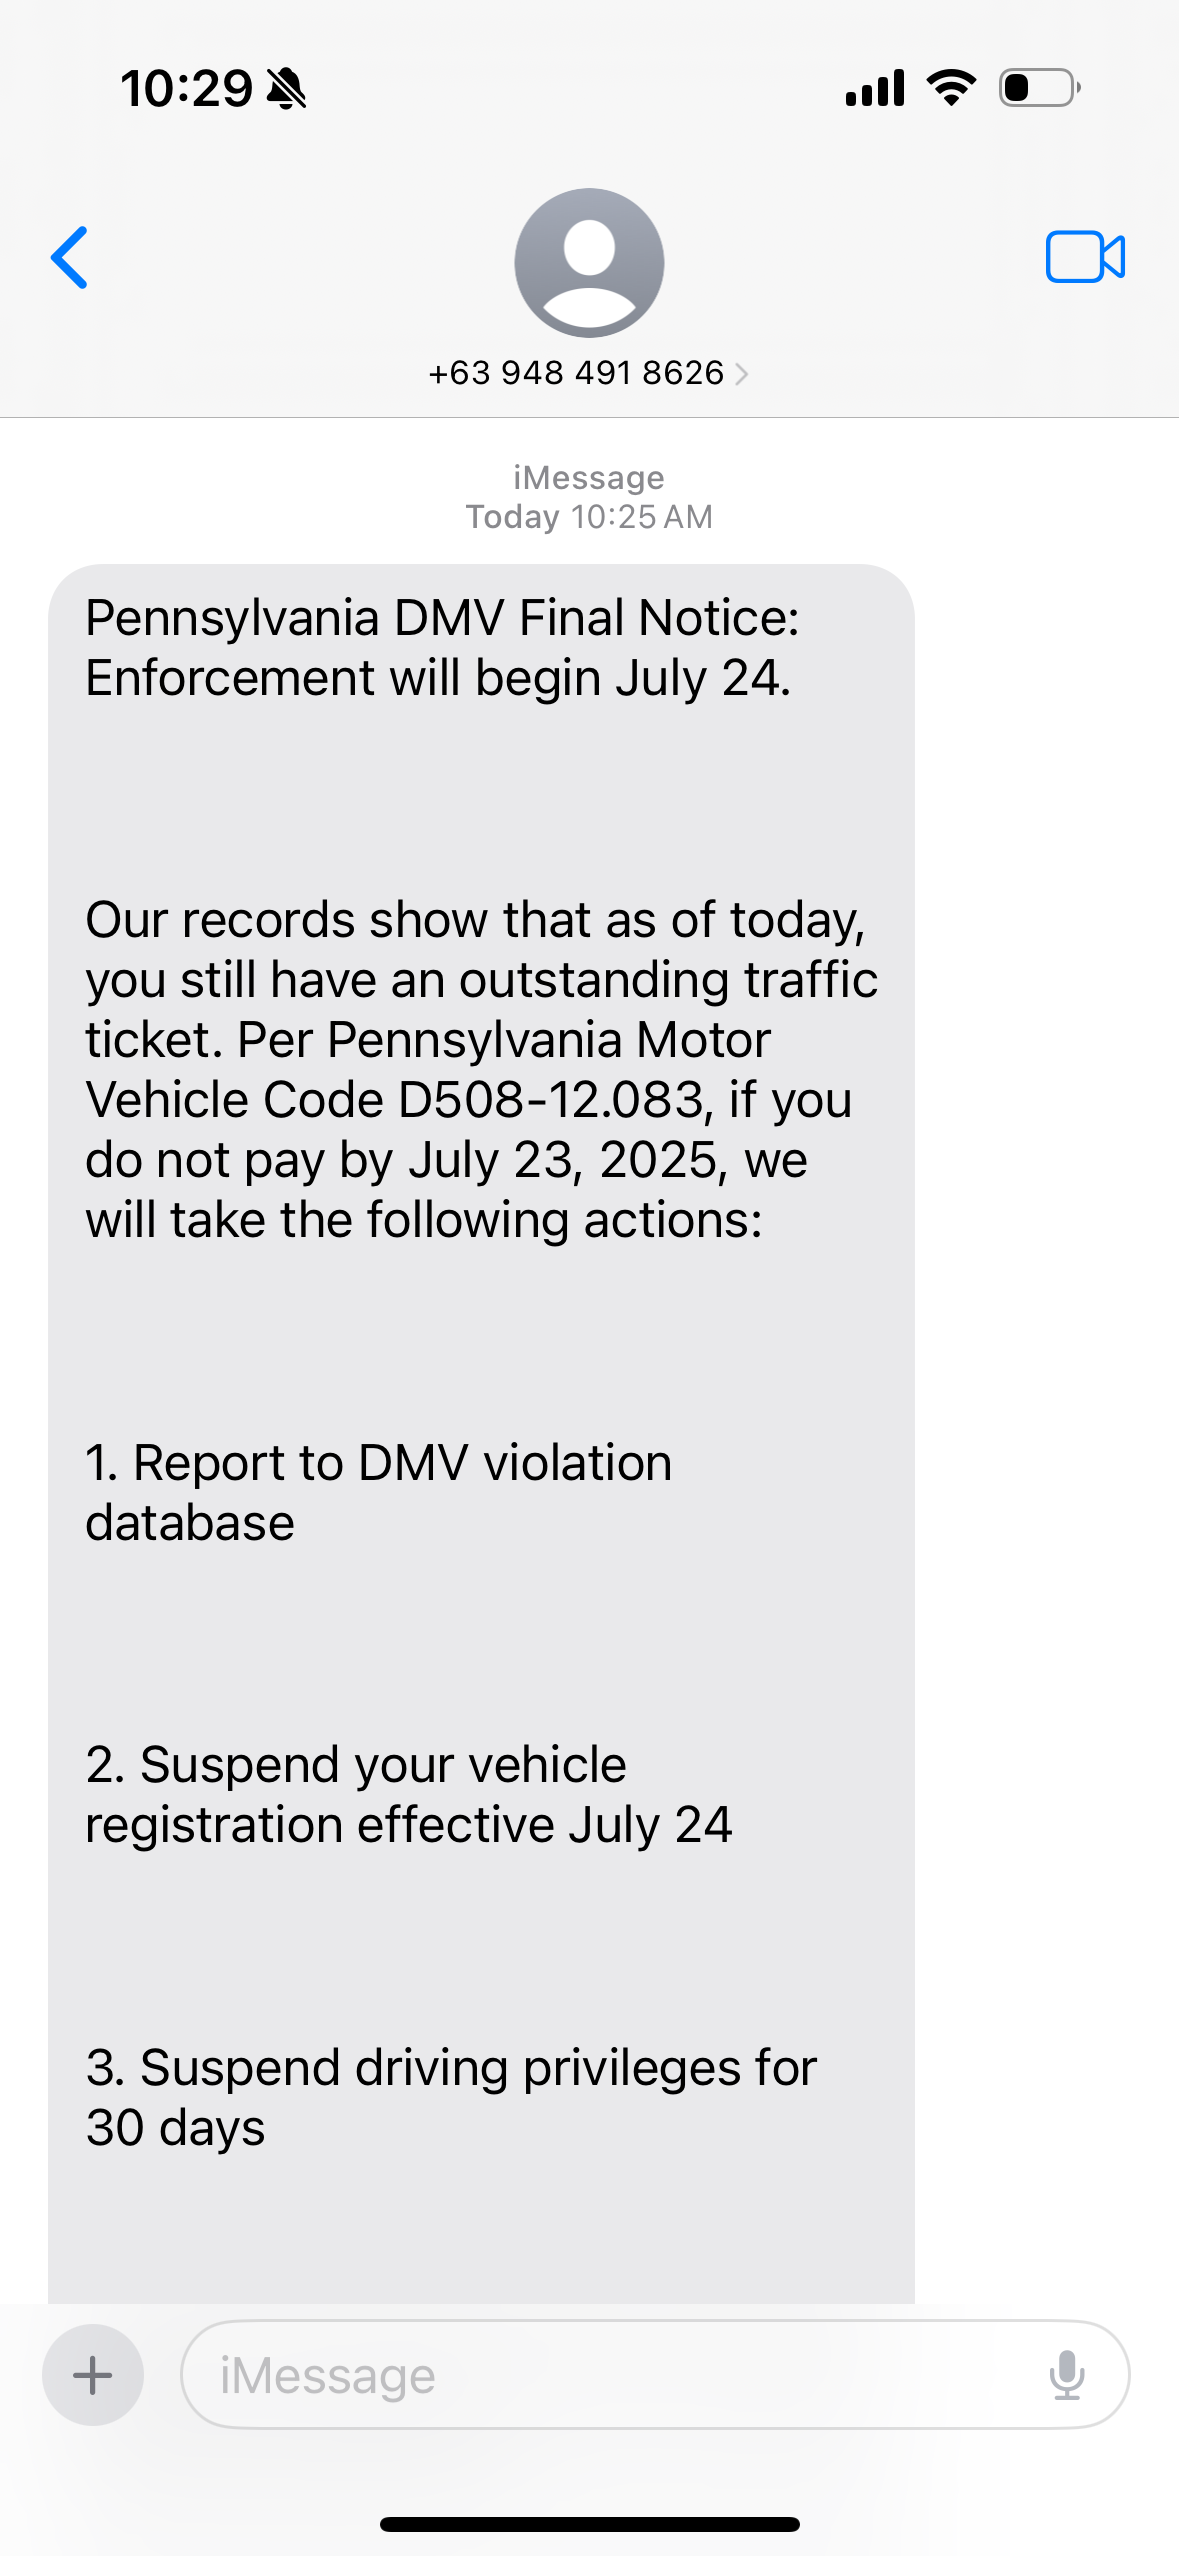 10:29
+63 948 491 8626
iMessage
Today 10:25 AM
Pennsylvania DMV Final Notice:
Enforcement will begin July 24.
Our records show that as of today,
you still have an outstanding traffic
ticket. Per Pennsylvania Motor
Vehicle Code D508-12.083, if you
do not pay by July 23, 2025, we
will take the following actions:
1. Report to DMV violation
database
2. Suspend your vehicle
registration effective July 24
3. Suspend driving privileges for
30 days
iMessage